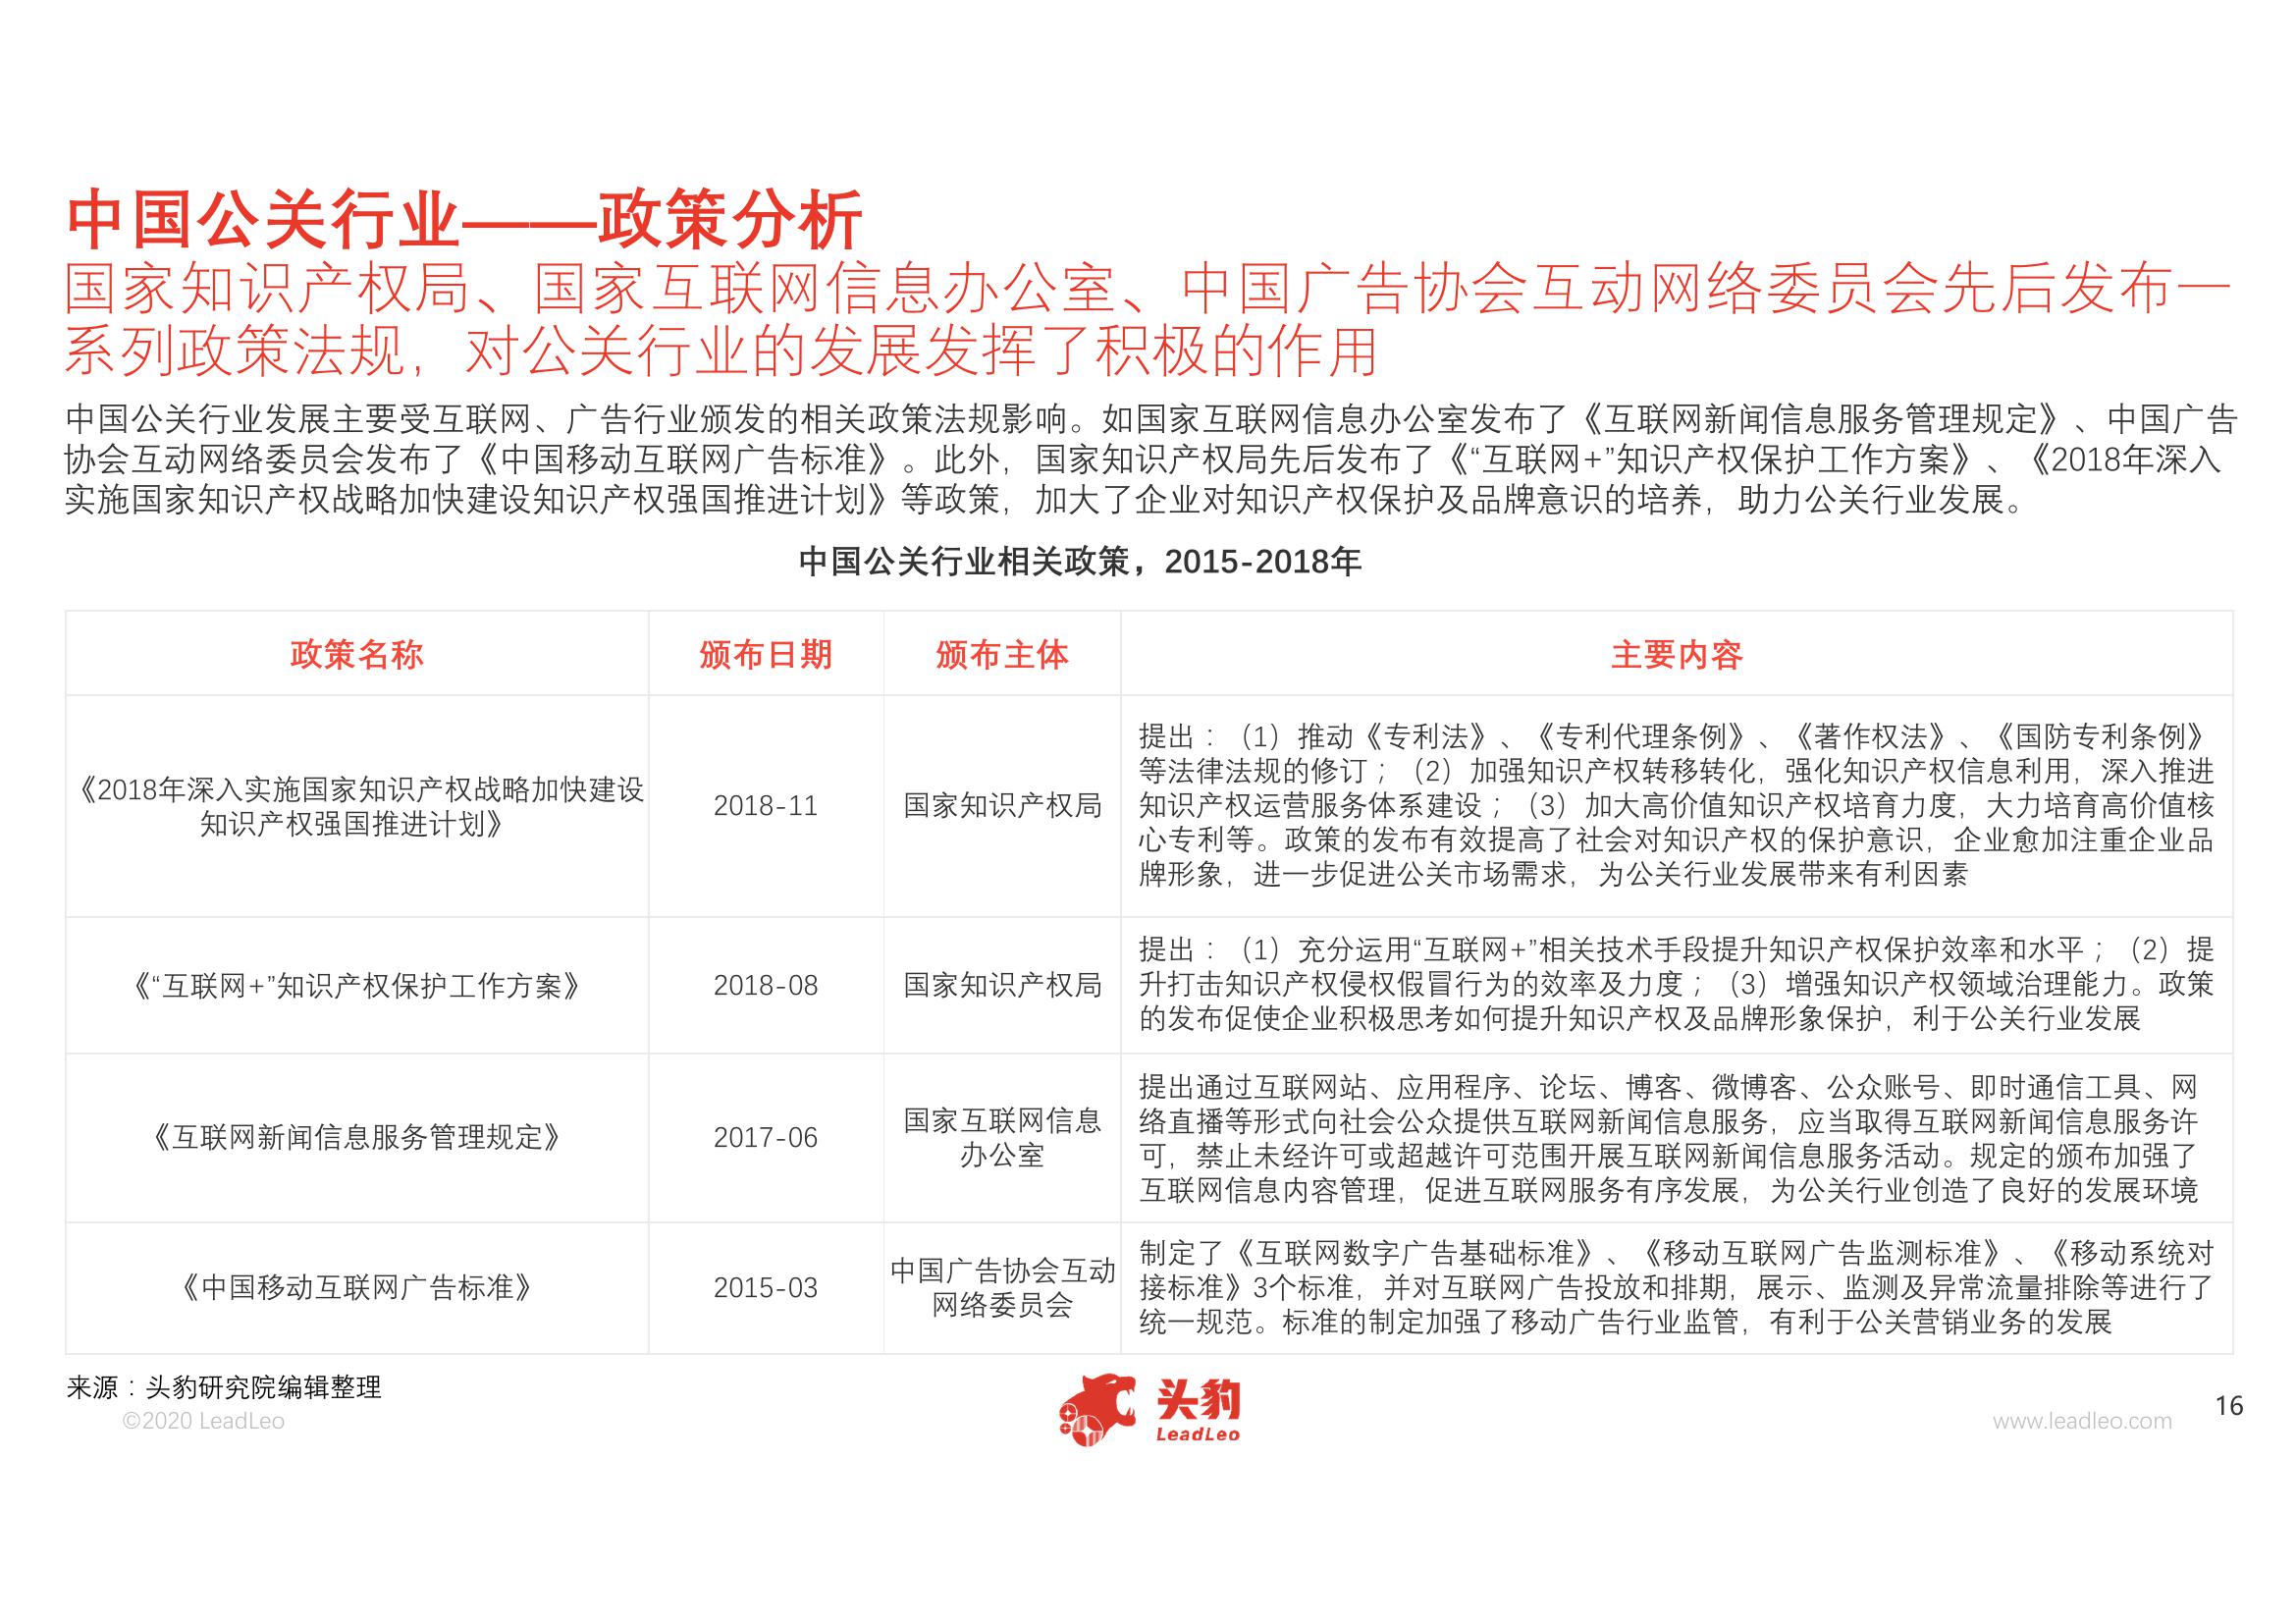 中国公关行业——政策分析
国家知识产权局、国家互联网信息办公室、中国广告协会互动网络委员会先后发布一
系列政策法规，对公关行业的发展发挥了积极的作用
中国公关行业发展主要受互联网、广告行业颁发的相关政策法规影响。如国家互联网信息办公室发布了《互联网新闻信息服务管理规定》、中国广告
协会互动网络委员会发布了《中国移动互联网广告标准》。此外，国家知识产权局先后发布了《“互联网+”知识产权保护工作方案》、《2018年深入
实施国家知识产权战略加快建设知识产权强国推进计划》等政策，加大了企业对知识产权保护及品牌意识的培养，助力公关行业发展。
中国公关行业相关政策，2015-2018年
政策名称 颁布日期 颁布主体 主要内容
《2018年深入实施国家知识产权战略加快建设
知识产权强国推进计划》
2018-11
国家知识产权局
提出：（1）推动《专利法》、《专利代理条例》、《著作权法》、《国防专利条例》
等法律法规的修订；（2）加强知识产权转移转化，强化知识产权信息利用，深入推进
知识产权运营服务体系建设；（3）加大高价值知识产权培育力度，大力培育高价值核
心专利等。政策的发布有效提高了社会对知识产权的保护意识，企业愈加注重企业品
牌形象，进一步促进公关市场需求，为公关行业发展带来有利因素
《“互联网+”知识产权保护工作方案》
2018-08
国家知识产权局
提出：（1）充分运用“互联网+”相关技术手段提升知识产权保护效率和水平；（2）提
升打击知识产权侵权假冒行为的效率及力度；（3）增强知识产权领域治理能力。政策
的发布促使企业积极思考如何提升知识产权及品牌形象保护，利于公关行业发展
《互联网新闻信息服务管理规定》
2017-06
国家互联网信息
办公室
提出通过互联网站、应用程序、论坛、博客、微博客、公众账号、即时通信工具、网
络直播等形式向社会公众提供互联网新闻信息服务，应当取得互联网新闻信息服务许
可，禁止未经许可或超越许可范围开展互联网新闻信息服务活动。规定的颁布加强了
互联网信息内容管理，促进互联网服务有序发展，为公关行业创造了良好的发展环境
《中国移动互联网广告标准》
2015-03
中国广告协会互动
网络委员会
制定了《互联网数字广告基础标准》、《移动互联网广告监测标准》、《移动系统对
接标准》3个标准，并对互联网广告投放和排期，展示、监测及异常流量排除等进行了
统一规范。标准的制定加强了移动广告行业监管，有利于公关营销业务的发展
来源：头豹研究院编辑整理
©2020 LeadLeo
头豹
LeadLeo
www.leadleo.com
16